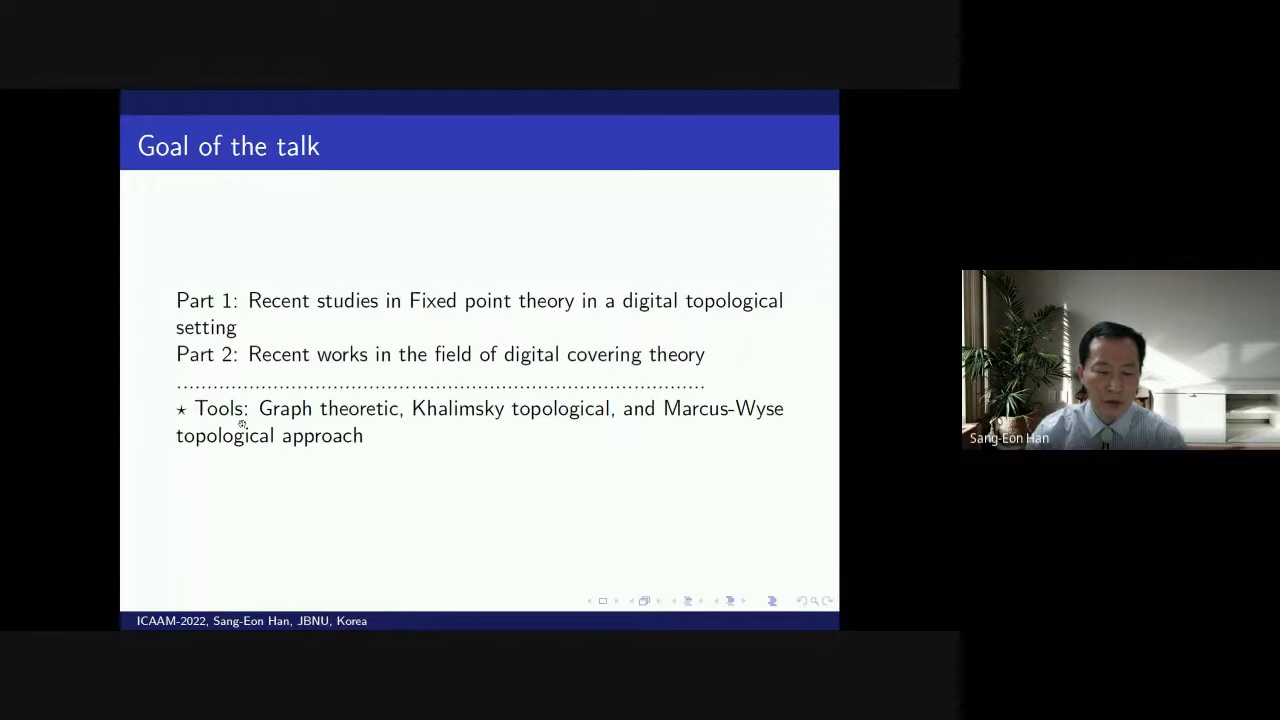 Goal of the talk
Part 1: Recent studies in Fixed point theory in a digital topological
setting
Part 2: Recent works in the field of digital covering theory
.......................................................................................
⋆ Tools: Graph theoretic, Khalimsky topological, and Marcus-Wyse
topological approach
ICAAM-2022, Sang-Eon Han, JBNU, Korea
Sang-Eon Han